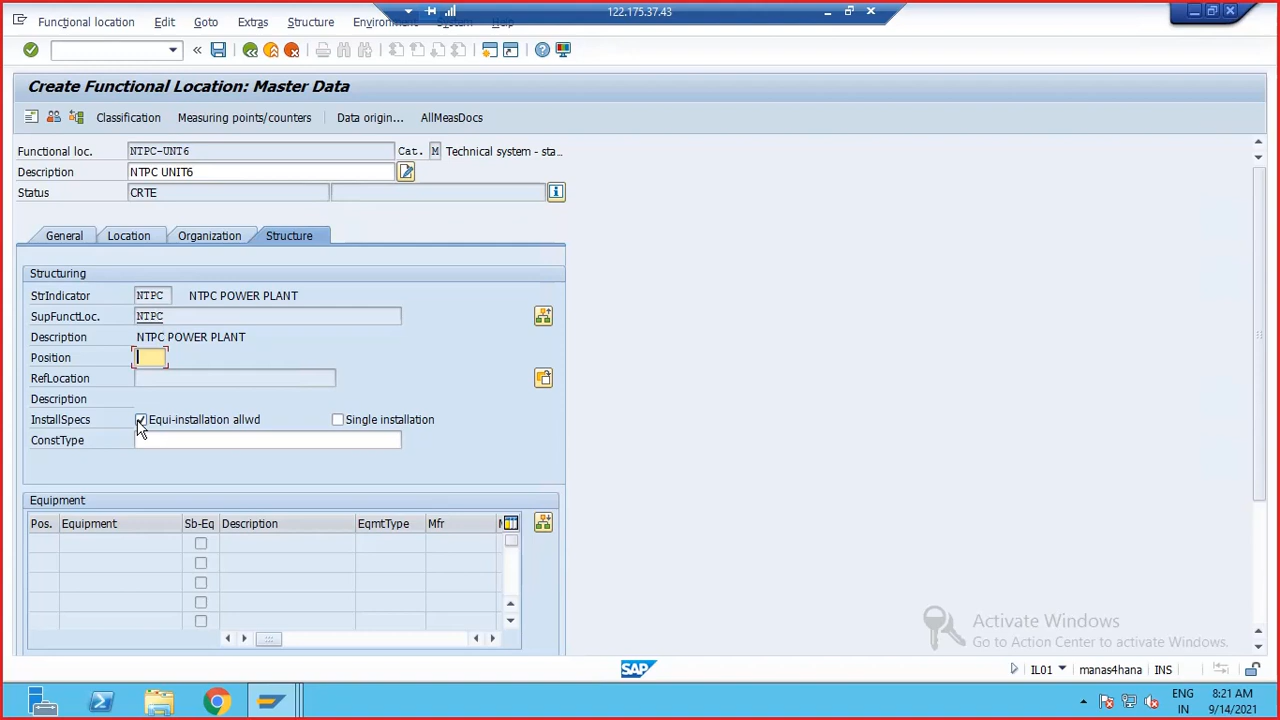 122.175.37.43
Functional location Edit Goto Extras Structure Environment System Help
Create Functional Location: Master Data
Classification Measuring points/counters Data origin... AllMeasDocs
Functional loc. NTPC-UNT6 Cat. M Technical system - sta...
Description NTPC UNIT6
Status CRTE
General Location Organization Structure
Structuring
StrIndicator NTPC NTPC POWER PLANT
SupFunctLoc. NTPC
Description NTPC POWER PLANT
Position
RefLocation
Description
InstallSpecs Equi-installation allwd Single installation
ConstType
Equipment
Pos. Equipment Sb-Eq Description EqmtType Mfr
Activate Windows
Go to Action Center to activate Windows.
SAP IL01 manas4hana INS
ENG 8:21 AM
IN 9/14/2021